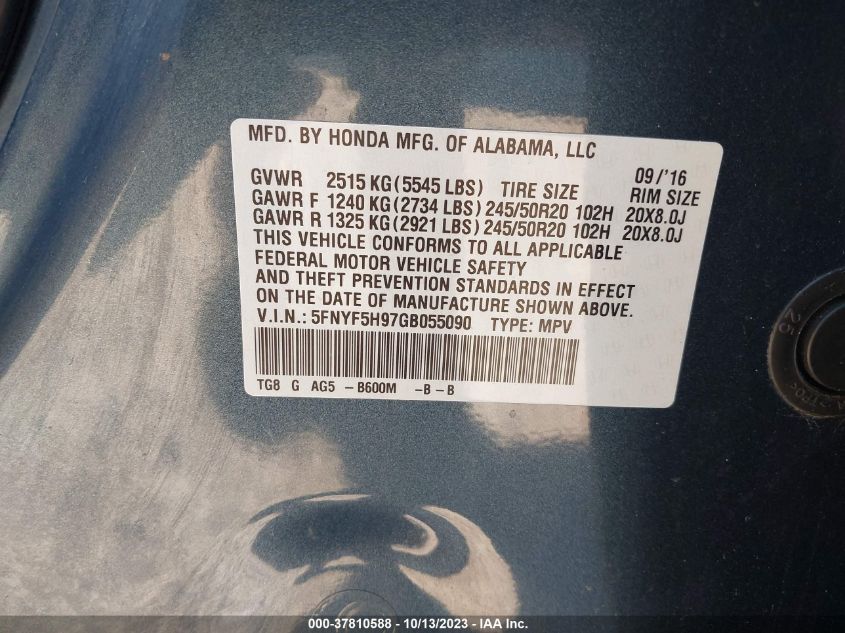 MFD. BY HONDA MFG. OF ALABAMA, LLC
09/'16
GVWR 2515 KG (5545 LBS) TIRE SIZE RIM SIZE
GAWR F 1240 KG (2734 LBS) 245/50R20 102H 20X8.0J
GAWR R 1325 KG (2921 LBS) 245/50R20 102H 20X8.0J
THIS VEHICLE CONFORMS TO ALL APPLICABLE
FEDERAL MOTOR VEHICLE SAFETY
AND THEFT PREVENTION STANDARDS IN EFFECT
ON THE DATE OF MANUFACTURE SHOWN ABOVE.
V.I.N.: 5FNYF5H97GB055090 TYPE: MPV
TG8 G AG5 -B600M -B-B
000-37810588 - 10/13/2023 - IAA Inc.